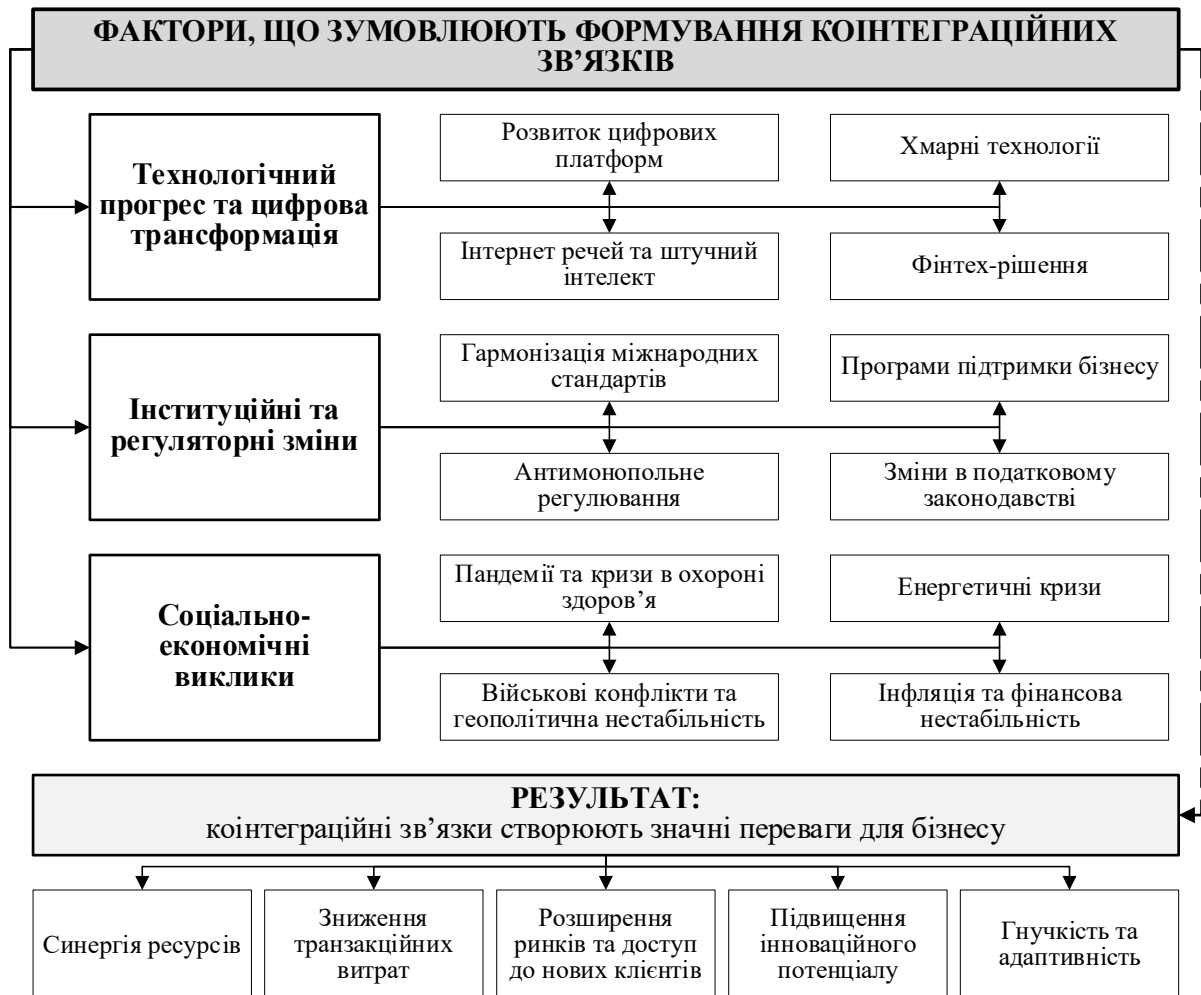 ФАКТОРИ, ЩО ЗУМОВЛЮЮТЬ ФОРМУВАННЯ КОІНТЕГРАЦІЙНИХ
ЗВ’ЯЗКІВ
Технологічний
прогрес та цифрова
трансформація
Розвиток цифрових
платформ
Хмарні технології
Інтернет речей та штучний
інтелект
Фінтех-рішення
Інституційні та
регуляторні зміни
Гармонізація міжнародних
стандартів
Програми підтримки бізнесу
Антимонопольне
регулювання
Зміни в податковому
законодавстві
Соціально-
економічні
виклики
Пандемії та кризи в охороні
здоров’я
Енергетичні кризи
Військові конфлікти та
геополітична нестабільність
Інфляція та фінансова
нестабільність
РЕЗУЛЬТАТ:
коінтеграційні зв’язки створюють значні переваги для бізнесу
Синергія ресурсів
Зниження
транзакційних
витрат
Розширення
ринків та доступ
до нових клієнтів
Підвищення
інноваційного
потенціалу
Гнучкість та
адаптивність